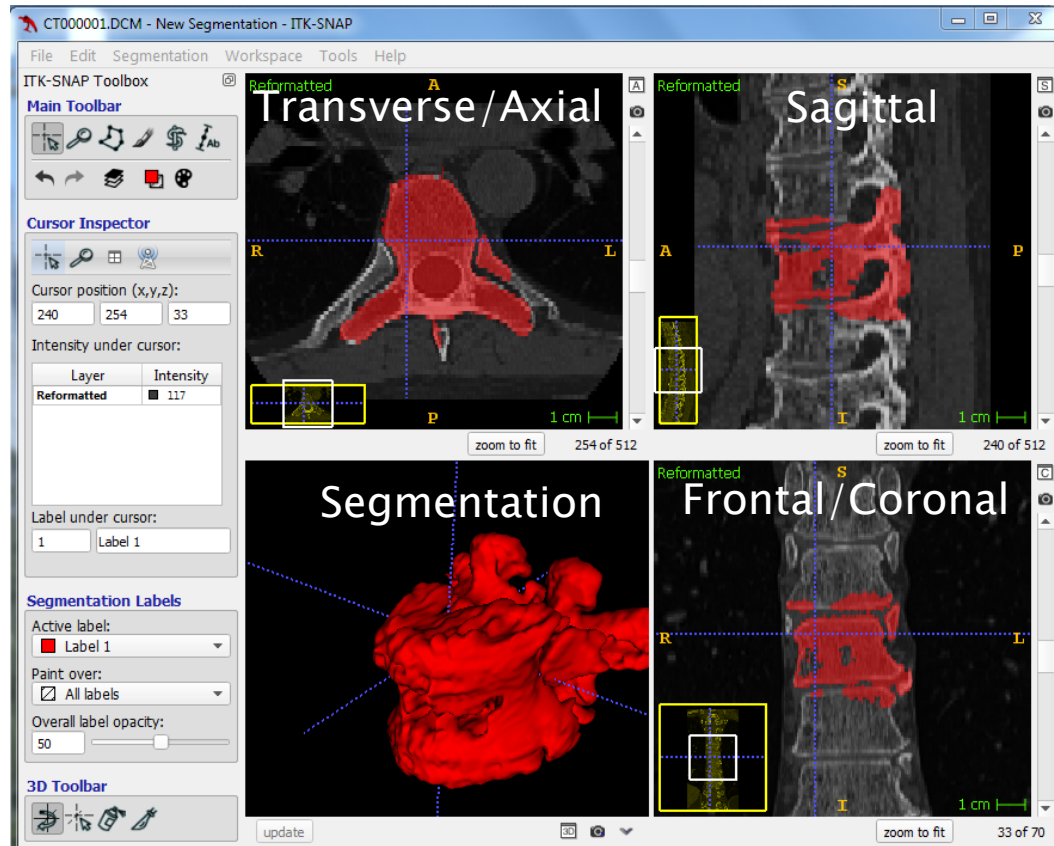 CT000001.DCM - New Segmentation - ITK-SNAP
File Edit Segmentation Workspace Tools Help
ITK-SNAP Toolbox
Main Toolbar
Ab
Cursor Inspector
Cursor position (x,y,z):
240 254 33
Intensity under cursor:
Layer Intensity
Reformatted 117
Label under cursor:
1 Label 1
Segmentation Labels
Active label:
Label 1
Paint over:
All labels
Overall label opacity:
50
3D Toolbar
Reformatted
A
Transverse/Axial
R
L
P
1 cm
A
zoom to fit 254 of 512
Reformatted
S
Sagittal
A
P
I
1 cm
S
zoom to fit 240 of 512
Segmentation
update
3D
Reformatted
S
Frontal/Coronal
R
L
I
1 cm
C
zoom to fit 33 of 70